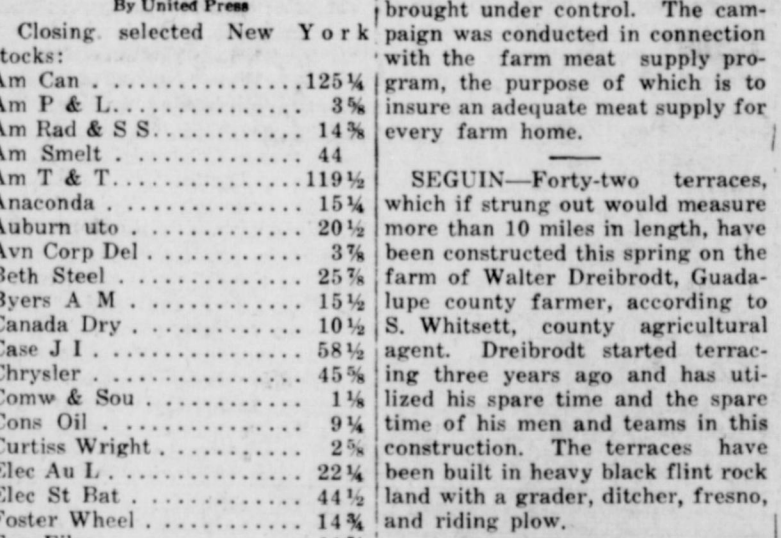 By United Press
Closing selected New York
tocks:
Am Can . . . . . . . . . . . . . . . . 125¼
Am P & L. . . . . . . . . . . . . . 3⅝
Am Rad & S S. . . . . . . . . . . 14⅝
Am Smelt . . . . . . . . . . . . . . 44
Am T & T. . . . . . . . . . . . . . 119½
Anaconda . . . . . . . . . . . . . . 15¼
Auburn uto . . . . . . . . . . . . . 20½
Avn Corp Del . . . . . . . . . . . . 3⅞
Beth Steel . . . . . . . . . . . . . 25⅞
Byers A M . . . . . . . . . . . . . 15½
Canada Dry . . . . . . . . . . . . . 10½
Case J I . . . . . . . . . . . . . . 58½
Chrysler . . . . . . . . . . . . . . 45⅝
Comw & Sou . . . . . . . . . . . . 1⅛
Cons Oil . . . . . . . . . . . . . . 9¼
Curtiss Wright . . . . . . . . . . . 2⅝
Elec Au L . . . . . . . . . . . . . . 22¼
Elec St Bat . . . . . . . . . . . . . 44½
Foster Wheel . . . . . . . . . . . . 14¾
brought under control. The cam-
paign was conducted in connection
with the farm meat supply pro-
gram, the purpose of which is to
insure an adequate meat supply for
every farm home.
SEGUIN—Forty-two terraces,
which if strung out would measure
more than 10 miles in length, have
been constructed this spring on the
farm of Walter Dreibrodt, Guada-
lupe county farmer, according to
S. Whitsett, county agricultural
agent. Dreibrodt started terrac-
ing three years ago and has uti-
lized his spare time and the spare
time of his men and teams in this
construction. The terraces have
been built in heavy black flint rock
land with a grader, ditcher, fresno,
and riding plow.